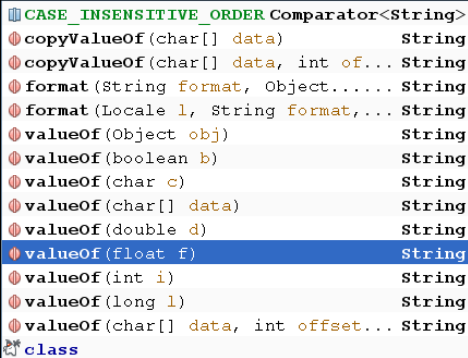 CASE_INSENSITIVE_ORDER Comparator<String>
copyValueOf(char[] data) String
copyValueOf(char[] data, int of... String
format(String format, Object...... String
format(Locale l, String format,... String
valueOf(Object obj) String
valueOf(boolean b) String
valueOf(char c) String
valueOf(char[] data) String
valueOf(double d) String
valueOf(float f) String
valueOf(int i) String
valueOf(long l) String
valueOf(char[] data, int offset... String
class